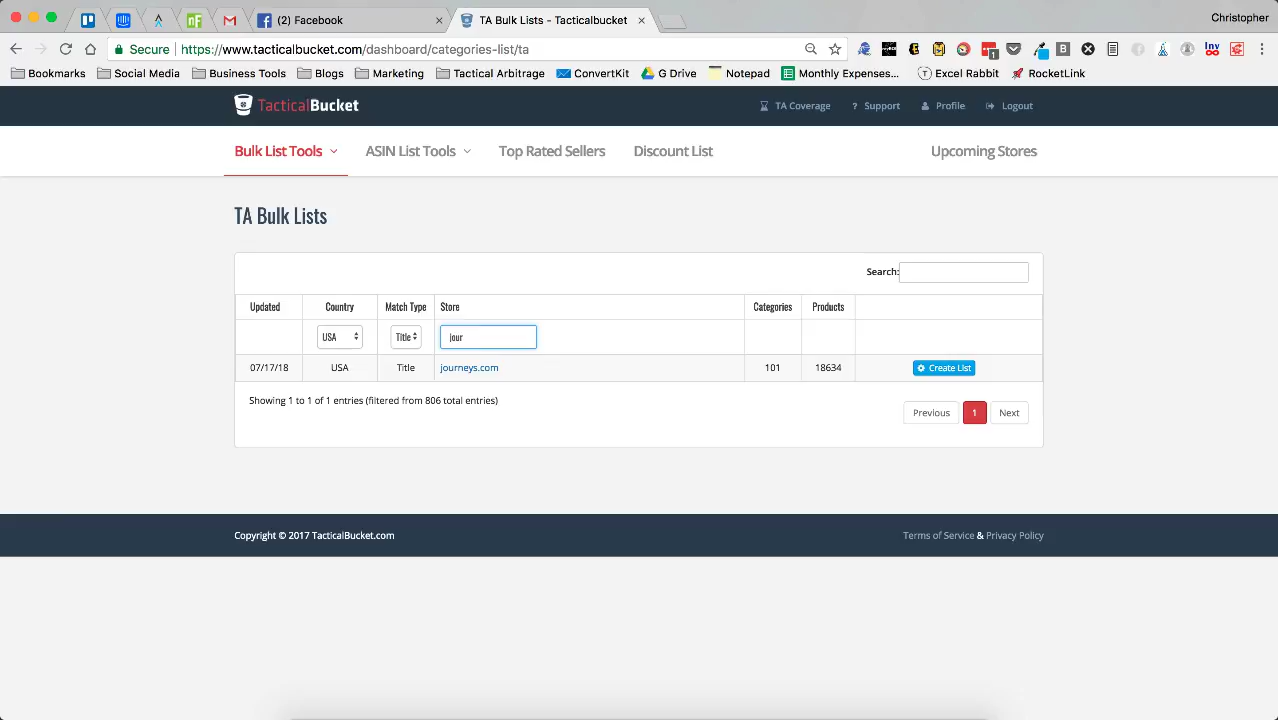 (2) Facebook
TA Bulk Lists - Tacticalbucket
Christopher
Secure
https://www.tacticalbucket.com/dashboard/categories-list/ta
Bookmarks
Social Media
Business Tools
Blogs
Marketing
Tactical Arbitrage
ConvertKit
G Drive
Notepad
Monthly Expenses...
Excel Rabbit
RocketLink
TacticalBucket
TA Coverage
? Support
Profile
Logout
Bulk List Tools
ASIN List Tools
Top Rated Sellers
Discount List
Upcoming Stores
TA Bulk Lists
Search:
Updated Country Match Type Store Categories Products
USA Title jour
07/17/18 USA Title journeys.com 101 18634 Create List
Showing 1 to 1 of 1 entries (filtered from 806 total entries)
Previous 1 Next
Copyright © 2017 TacticalBucket.com
Terms of Service & Privacy Policy